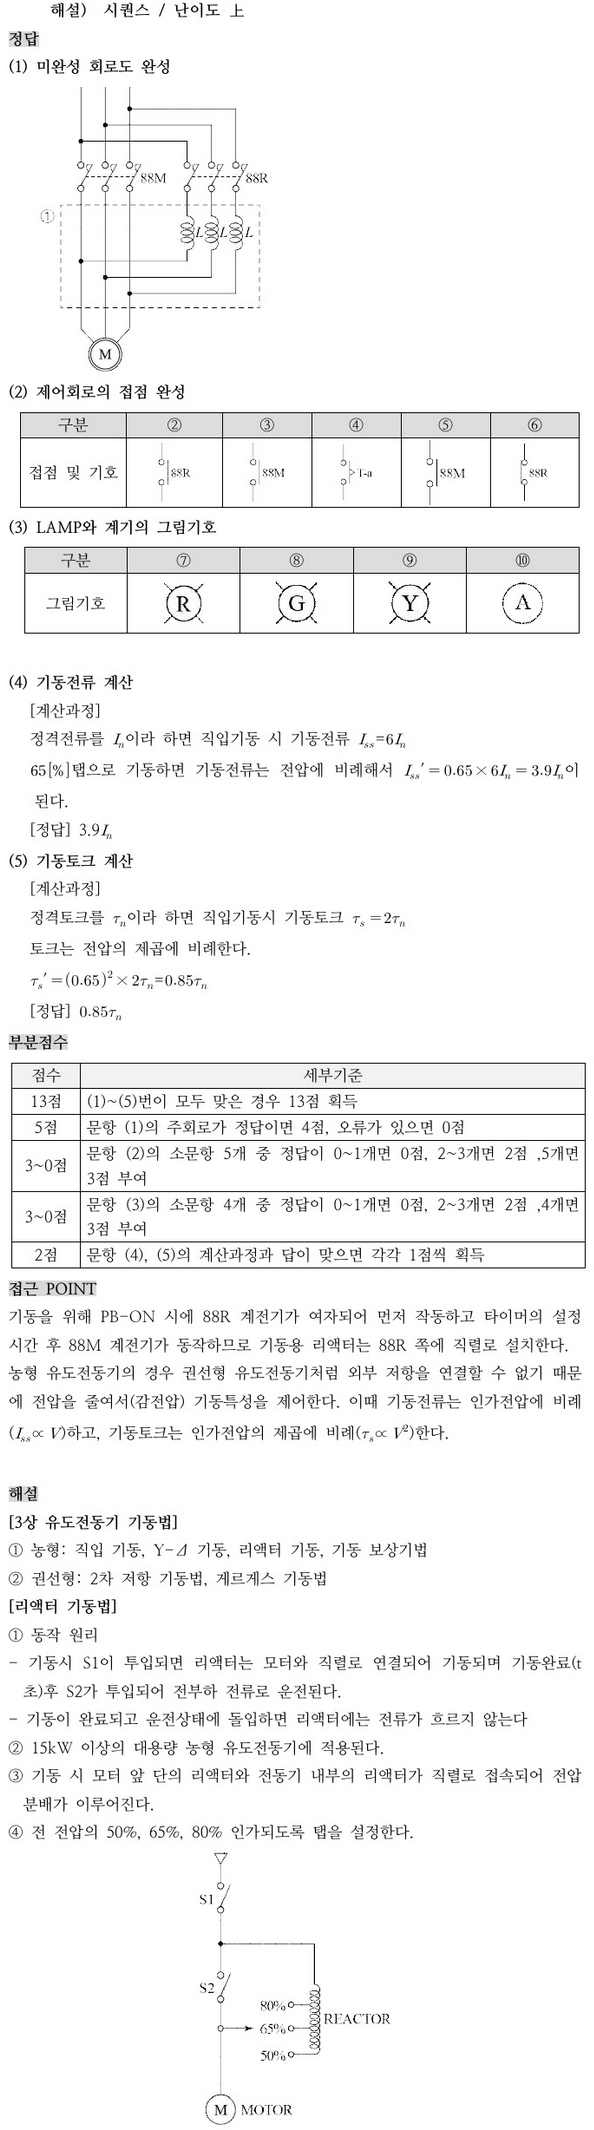 해설) 시퀀스 / 난이도 上
정답
(1) 미완성 회로도 완성
88M 88R
①
L L L
M
(2) 제어회로의 접점 완성
구분 ② ③ ④ ⑤ ⑥
접점 및 기호 88R 88M T-a 88M 88R
(3) LAMP와 계기의 그림기호
구분 ⑦ ⑧ ⑨ ⑩
그림기호 R G Y A
(4) 기동전류 계산
[계산과정]
정격전류를 Iₙ이라 하면 직입기동 시 기동전류 Iₛₛ=6Iₙ
65[%]탭으로 기동하면 기동전류는 전압에 비례해서 Iₛₛ′=0.65×6Iₙ=3.9Iₙ이
된다.
[정답] 3.9Iₙ
(5) 기동토크 계산
[계산과정]
정격토크를 τₙ이라 하면 직입기동시 기동토크 τₛ=2τₙ
토크는 전압의 제곱에 비례한다.
τₛ′=(0.65)²×2τₙ=0.85τₙ
[정답] 0.85τₙ
부분점수
점수 세부기준
13점 (1)~(5)번이 모두 맞은 경우 13점 획득
5점 문항 (1)의 주회로가 정답이면 4점, 오류가 있으면 0점
3~0점 문항 (2)의 소문항 5개 중 정답이 0~1개면 0점, 2~3개면 2점 ,5개면
3점 부여
3~0점 문항 (3)의 소문항 4개 중 정답이 0~1개면 0점, 2~3개면 2점 ,4개면
3점 부여
2점 문항 (4), (5)의 계산과정과 답이 맞으면 각각 1점씩 획득
접근 POINT
기동을 위해 PB-ON 시에 88R 계전기가 여자되어 먼저 작동하고 타이머의 설정
시간 후 88M 계전기가 동작하므로 기동용 리액터는 88R 쪽에 직렬로 설치한다.
농형 유도전동기의 경우 권선형 유도전동기처럼 외부 저항을 연결할 수 없기 때문
에 전압을 줄여서(감전압) 기동특성을 제어한다. 이때 기동전류는 인가전압에 비례
(Iₛₛ∝V)하고, 기동토크는 인가전압의 제곱에 비례(τₛ∝V²)한다.
해설
[3상 유도전동기 기동법]
① 농형: 직입 기동, Y-Δ 기동, 리액터 기동, 기동 보상기법
② 권선형: 2차 저항 기동법, 게르게스 기동법
[리액터 기동법]
① 동작 원리
- 기동시 S1이 투입되면 리액터는 모터와 직렬로 연결되어 기동되며 기동완료(t
초)후 S2가 투입되어 전부하 전류로 운전된다.
- 기동이 완료되고 운전상태에 돌입하면 리액터에는 전류가 흐르지 않는다
② 15kW 이상의 대용량 농형 유도전동기에 적용된다.
③ 기동 시 모터 앞 단의 리액터와 전동기 내부의 리액터가 직렬로 접속되어 전압
분배가 이루어진다.
④ 전 전압의 50%, 65%, 80% 인가되도록 탭을 설정한다.
S1
S2
80%
REACTOR
65%
50%
M MOTOR